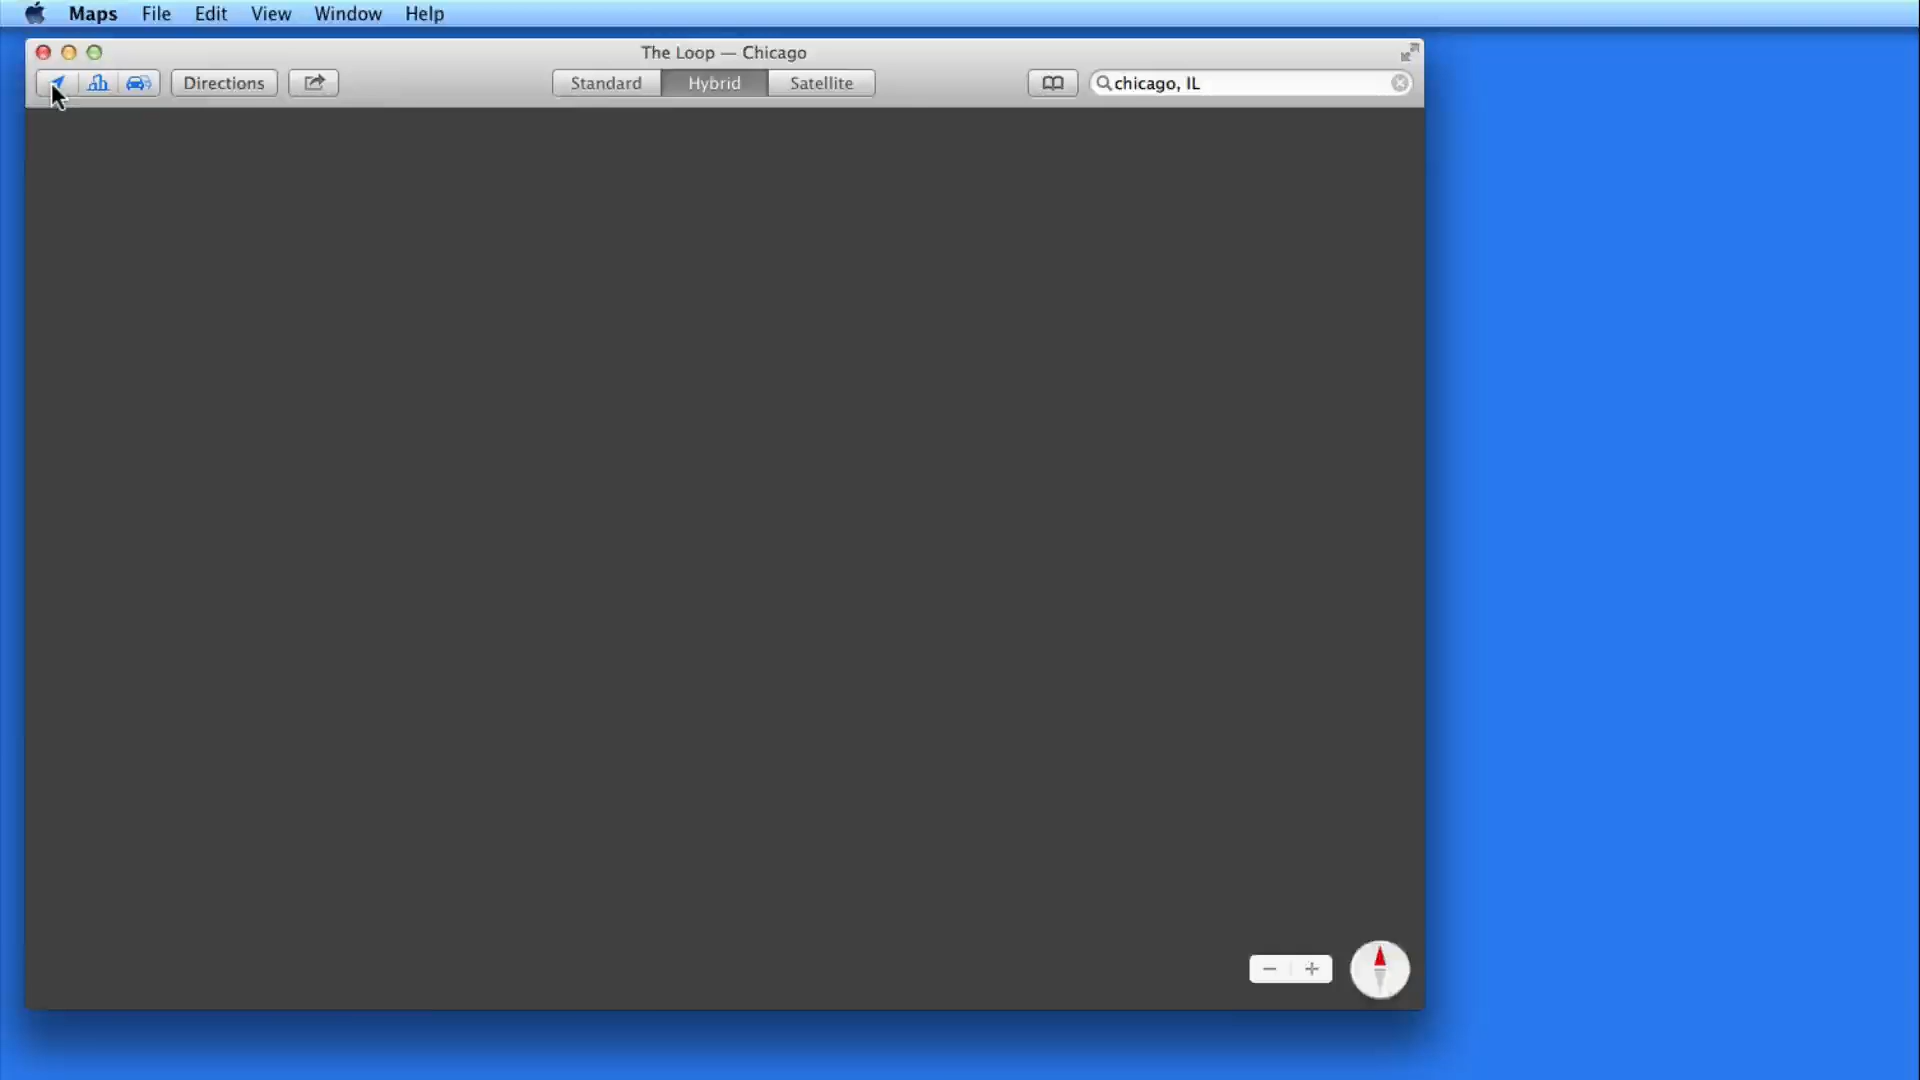 Maps File Edit View Window Help
The Loop — Chicago
Directions Standard Hybrid Satellite chicago, IL